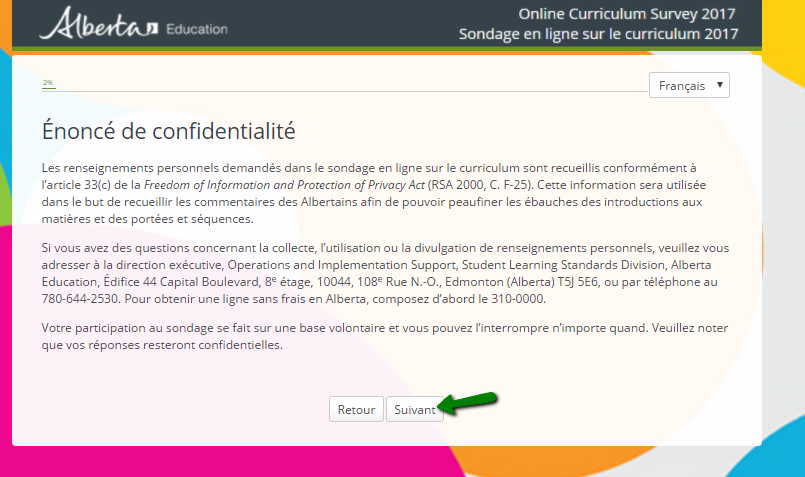 Alberta Education
Online Curriculum Survey 2017
Sondage en ligne sur le curriculum 2017
2%
Français
Énoncé de confidentialité
Les renseignements personnels demandés dans le sondage en ligne sur le curriculum sont recueillis conformément à
l'article 33(c) de la Freedom of Information and Protection of Privacy Act (RSA 2000, C. F-25). Cette information sera utilisée
dans le but de recueillir les commentaires des Albertains afin de pouvoir peaufiner les ébauches des introductions aux
matières et des portées et séquences.
Si vous avez des questions concernant la collecte, l'utilisation ou la divulgation de renseignements personnels, veuillez vous
adresser à la direction exécutive, Operations and Implementation Support, Student Learning Standards Division, Alberta
Education, Édifice 44 Capital Boulevard, 8e étage, 10044, 108e Rue N.-O., Edmonton (Alberta) T5J 5E6, ou par téléphone au
780-644-2530. Pour obtenir une ligne sans frais en Alberta, composez d'abord le 310-0000.
Votre participation au sondage se fait sur une base volontaire et vous pouvez l'interrompre n'importe quand. Veuillez noter
que vos réponses resteront confidentielles.
Retour Suivant